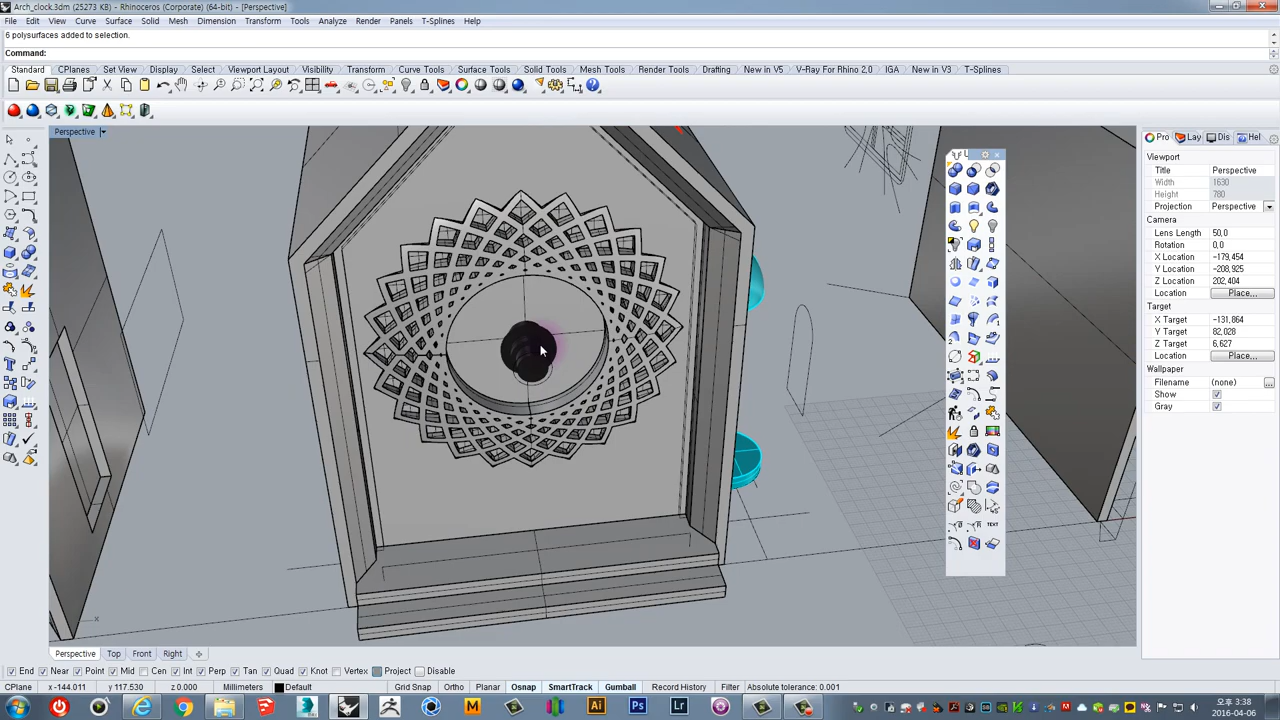 Arch_clock.3dm (25273 KB) - Rhinoceros (Corporate) (64-bit) - [Perspective]
File Edit View Curve Surface Solid Mesh Dimension Transform Tools Analyze Render Panels T-Splines Help
6 polysurfaces added to selection.
Command:
Standard CPlanes Set View Display Select Viewport Layout Visibility Transform Curve Tools Surface Tools Solid Tools Mesh Tools Render Tools Drafting New in V5 V-Ray For Rhino 2,0 IGA New in V3 T-Splines
Perspective
Pro Lay Dis Hel
Viewport
Title Perspective
Width 1630
Height 780
Projection Perspective
Camera
Lens Length 50,0
Rotation 0,0
X Location -179,454
Y Location -208,925
Z Location 202,404
Location Place...
Target
X Target -131,864
Y Target 82,028
Z Target 6,627
Location Place...
Wallpaper
Filename (none) ...
Show
Gray
TEXT
x
Perspective Top Front Right
End Near Point Mid Cen Int Perp Tan Quad Knot Vertex Project Disable
CPlane x -144.011 y 117.530 z 0.000 Millimeters Default Grid Snap Ortho Planar Osnap SmartTrack Gumball Record History Filter Absolute tolerance: 0.001
M Ai Ps Lr
오후 3:38
2016-04-06